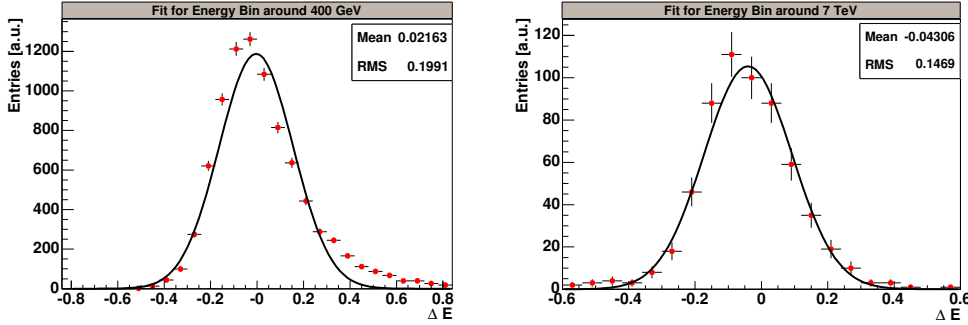 Fit for Energy Bin around 400 GeV
Entries [a.u.]
Mean 0.02163
RMS 0.1991
1200
1000
800
600
400
200
0
-0.8 -0.6 -0.4 -0.2 -0 0.2 0.4 0.6 0.8
Δ E
Fit for Energy Bin around 7 TeV
Entries [a.u.]
Mean -0.04306
RMS 0.1469
120
100
80
60
40
20
0
-0.6 -0.4 -0.2 0 0.2 0.4 0.6
Δ E